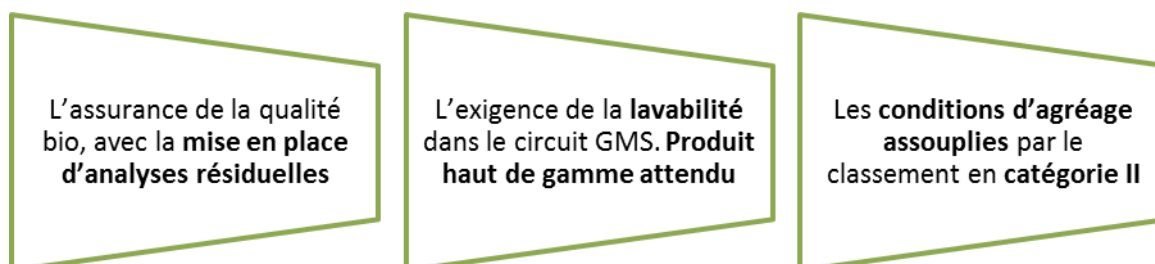 L’assurance de la qualité
bio, avec la mise en place
d’analyses résiduelles
L’exigence de la lavabilité
dans le circuit GMS. Produit
haut de gamme attendu
Les conditions d’agréage
assouplies par le
classement en catégorie II